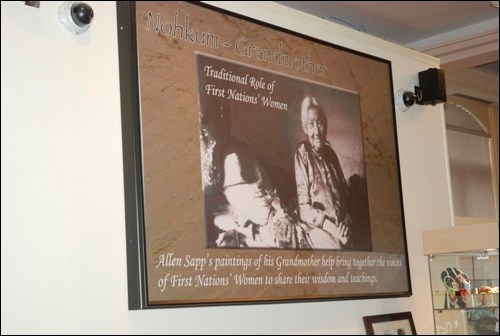 Nohkum - Grandmother
Traditional Role of
First Nations' Women
Allen Sapp's paintings of his Grandmother help bring together the voices
of First Nations' Women to share their wisdom and teachings.